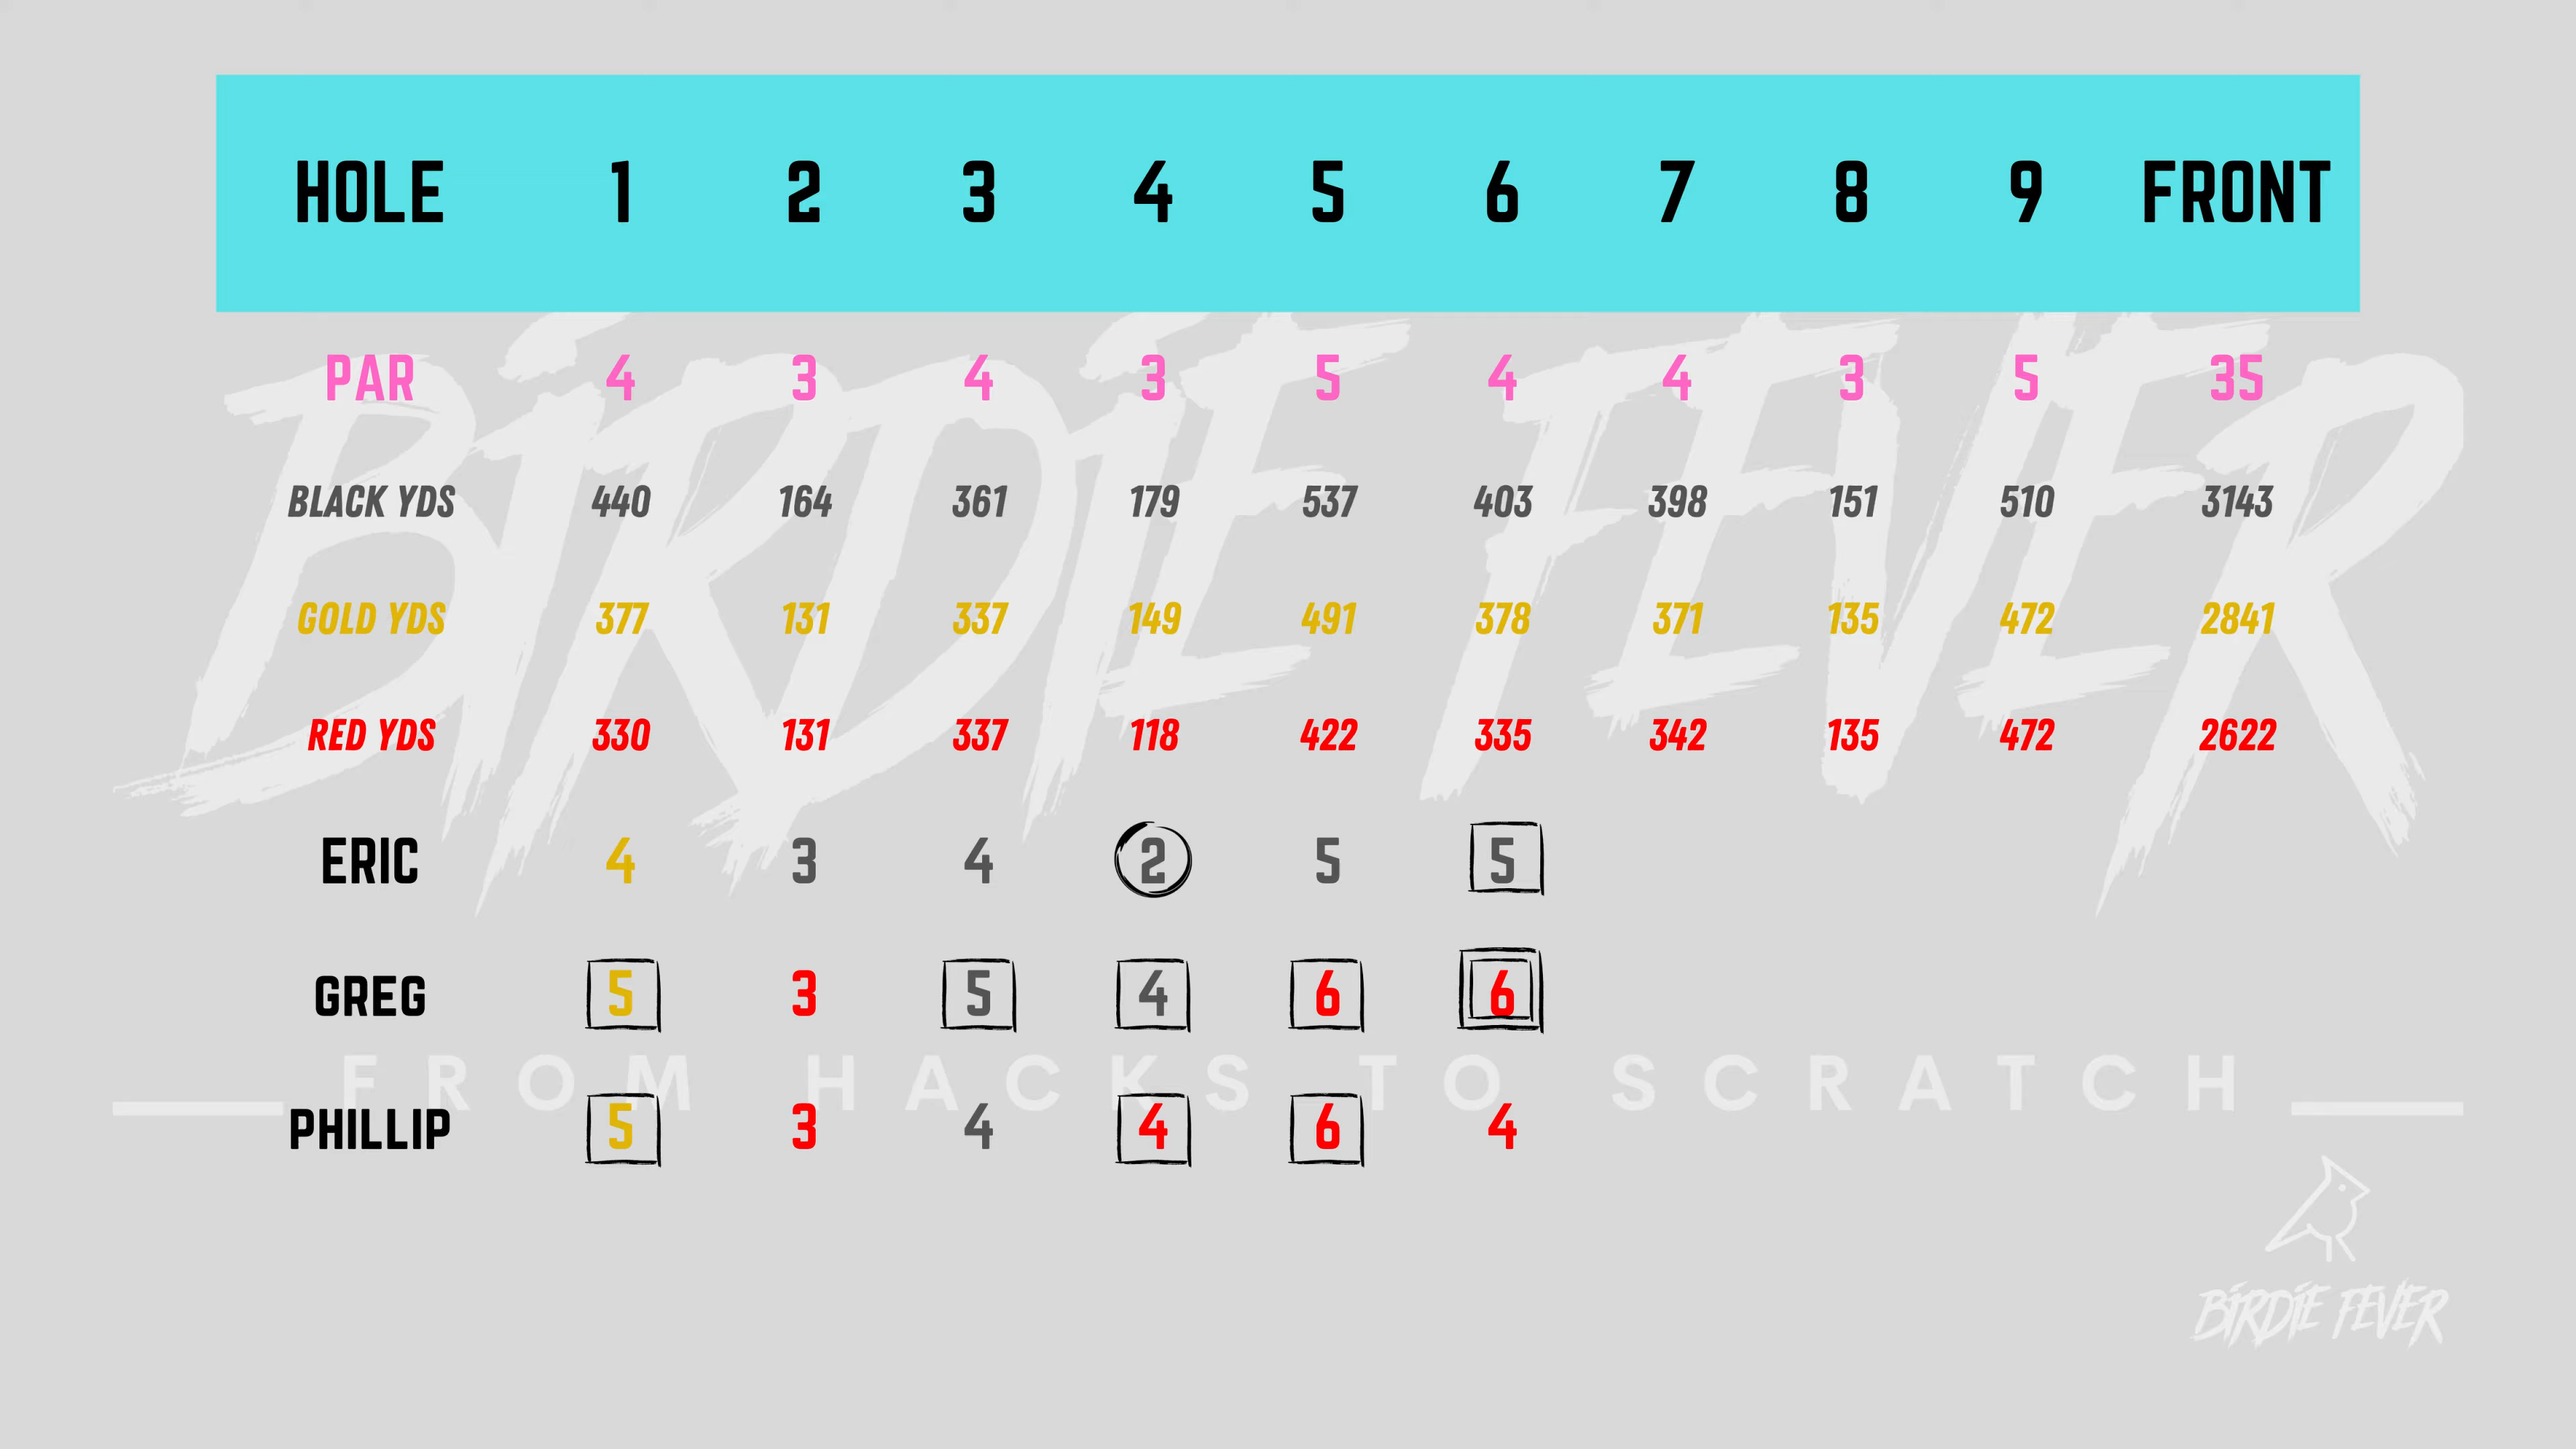 HOLE 1 2 3 4 5 6 7 8 9 FRONT
PAR 4 3 4 3 5 4 4 3 5 35
BLACK YDS 440 164 361 179 537 403 398 151 510 3143
GOLD YDS 377 131 337 149 491 378 371 135 472 2841
RED YDS 330 131 337 118 422 335 342 135 472 2622
BIRDIE FEVER
ERIC 4 3 4 2 5 5
GREG 5 3 5 4 6 6
FROM HACKS TO SCRATCH
PHILLIP 5 3 4 4 6 4
BIRDIE FEVER